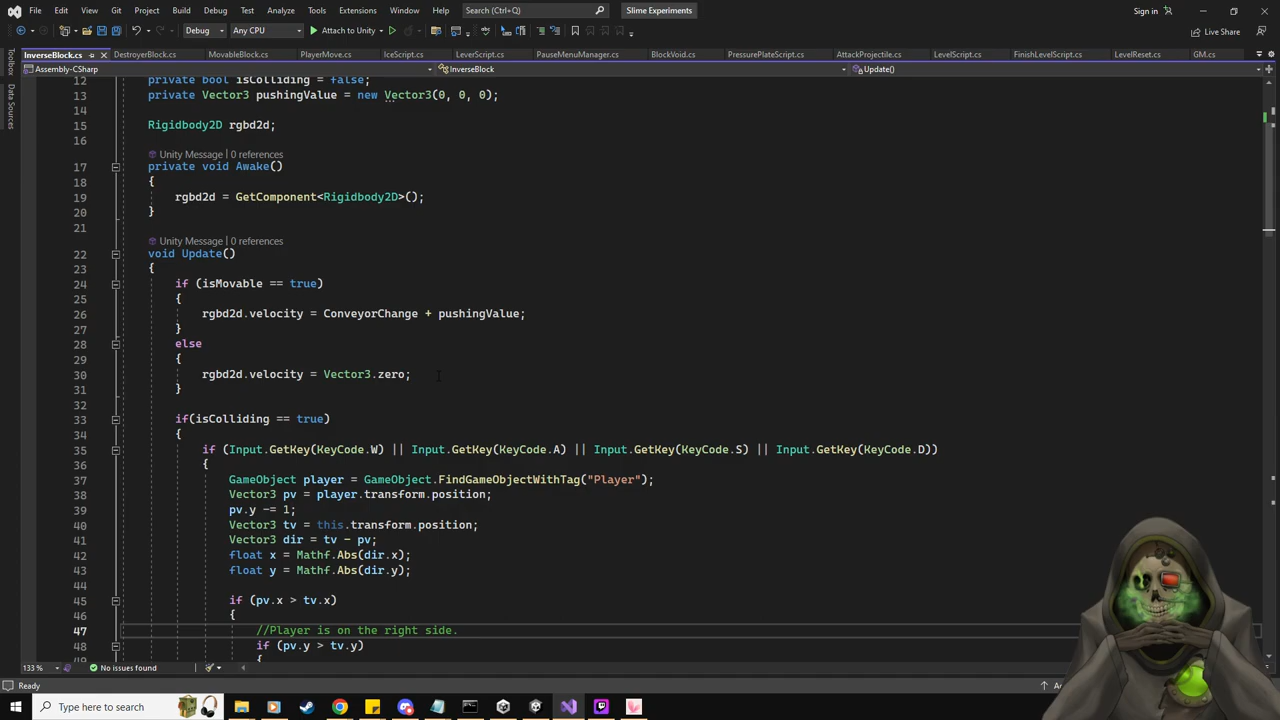 File Edit View Git Project Build Debug Test Analyze Tools Extensions Window Help Search (Ctrl+Q) Slime Experiments Sign in
Debug Any CPU Attach to Unity Live Share
InverseBlock.cs DestroyerBlock.cs MovableBlock.cs PlayerMove.cs IceScript.cs LeverScript.cs PauseMenuManager.cs BlockVoid.cs PressurePlateScript.cs AttackProjectile.cs LevelScript.cs FinishLevelScript.cs LevelReset.cs GM.cs
Toolbox
Data Sources
Assembly-CSharp InverseBlock Update()
12 private bool isColliding = false;
13 private Vector3 pushingValue = new Vector3(0, 0, 0);
14
15 Rigidbody2D rgbd2d;
16
Unity Message | 0 references
17 private void Awake()
18 {
19 rgbd2d = GetComponent<Rigidbody2D>();
20 }
21
Unity Message | 0 references
22 void Update()
23 {
24 if (isMovable == true)
25 {
26 rgbd2d.velocity = ConveyorChange + pushingValue;
27 }
28 else
29 {
30 rgbd2d.velocity = Vector3.zero;
31 }
32
33 if(isColliding == true)
34 {
35 if (Input.GetKey(KeyCode.W) || Input.GetKey(KeyCode.A) || Input.GetKey(KeyCode.S) || Input.GetKey(KeyCode.D))
36 {
37 GameObject player = GameObject.FindGameObjectWithTag("Player");
38 Vector3 pv = player.transform.position;
39 pv.y -= 1;
40 Vector3 tv = this.transform.position;
41 Vector3 dir = tv - pv;
42 float x = Mathf.Abs(dir.x);
43 float y = Mathf.Abs(dir.y);
44
45 if (pv.x > tv.x)
46 {
47 //Player is on the right side.
48 if (pv.y > tv.y)
49 {
133 % No issues found
Ready
Type here to search